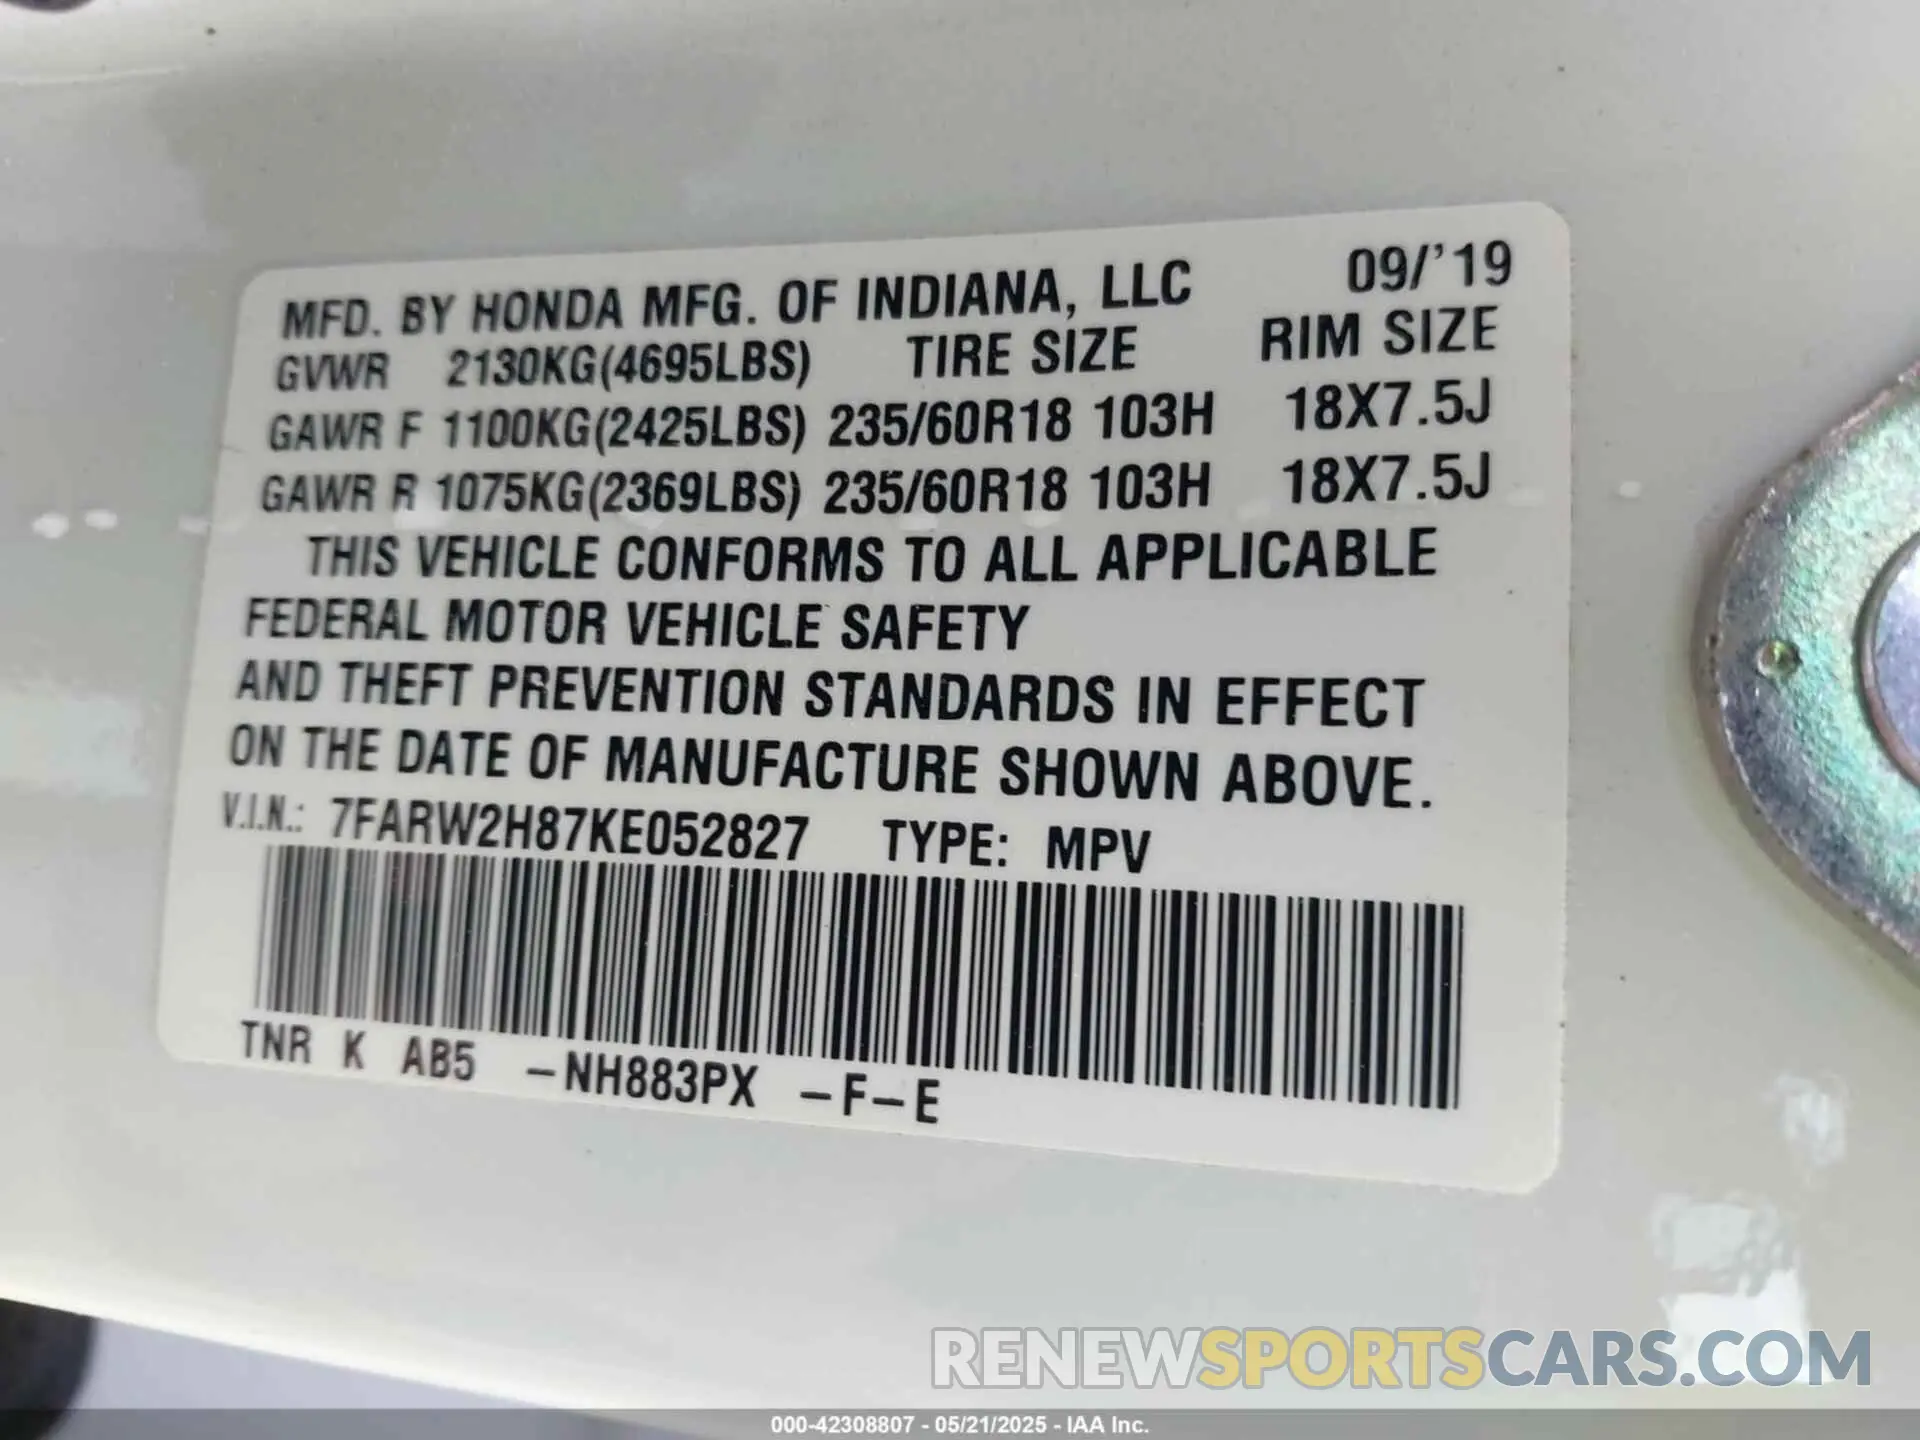 MFD. BY HONDA MFG. OF INDIANA, LLC 09/'19
GVWR 2130KG(4695LBS) TIRE SIZE RIM SIZE
GAWR F 1100KG(2425LBS) 235/60R18 103H 18X7.5J
GAWR R 1075KG(2369LBS) 235/60R18 103H 18X7.5J
THIS VEHICLE CONFORMS TO ALL APPLICABLE
FEDERAL MOTOR VEHICLE SAFETY
AND THEFT PREVENTION STANDARDS IN EFFECT
ON THE DATE OF MANUFACTURE SHOWN ABOVE.
V.I.N.: 7FARW2H87KE052827 TYPE: MPV
TNR K AB5 -NH883PX -F-E
RENEWSPORTSCARS.COM
000-42308807 - 05/21/2025 - IAA Inc.